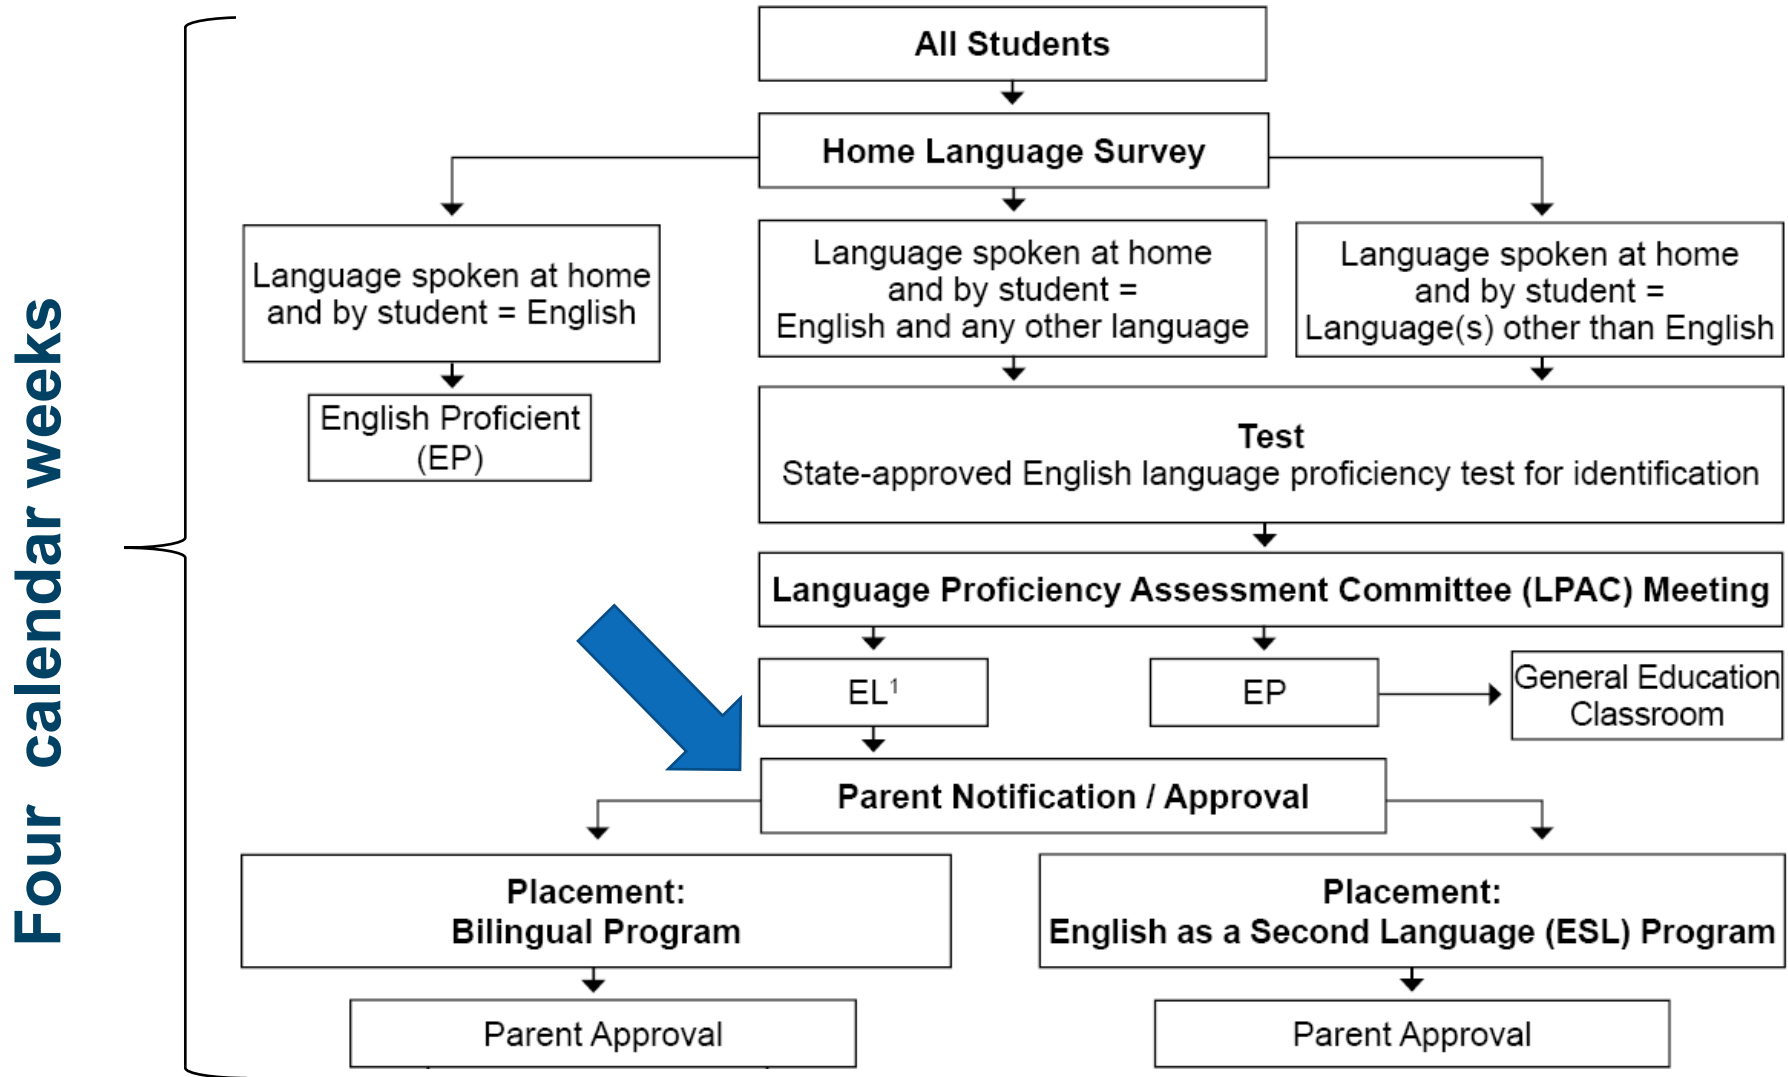 Four calendar weeks
All Students
Home Language Survey
Language spoken at home
and by student = English
Language spoken at home
and by student =
English and any other language
Language spoken at home
and by student =
Language(s) other than English
English Proficient
(EP)
Test
State-approved English language proficiency test for identification
Language Proficiency Assessment Committee (LPAC) Meeting
EL¹
EP
General Education
Classroom
Parent Notification / Approval
Placement:
Bilingual Program
Placement:
English as a Second Language (ESL) Program
Parent Approval
Parent Approval